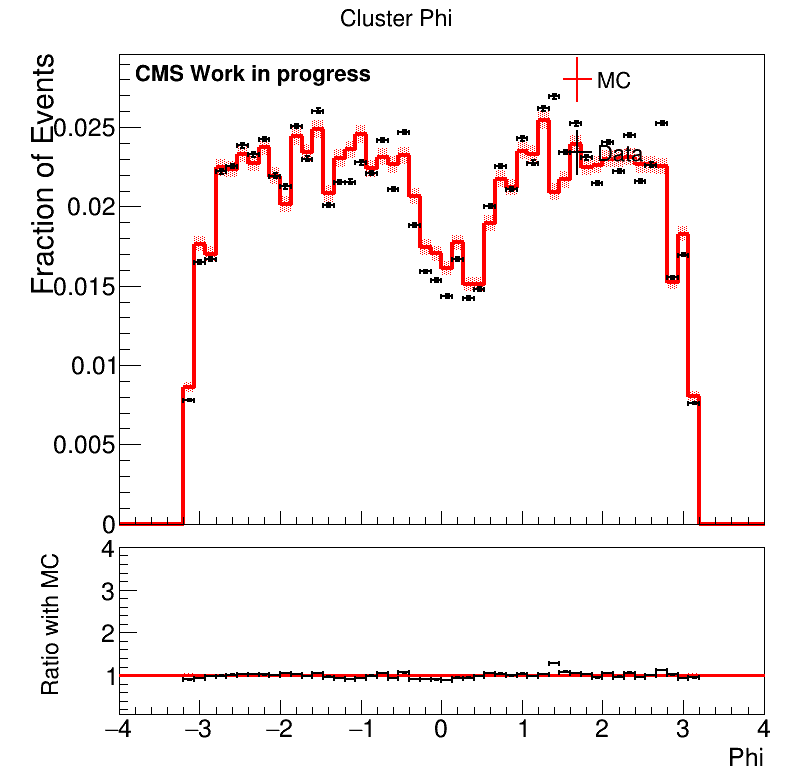 Cluster Phi
CMS Work in progress
MC
Data
Fraction of Events
0.025
0.02
0.015
0.01
0.005
0
Ratio with MC
4
3
2
1
−4 −3 −2 −1 0 1 2 3 4
Phi